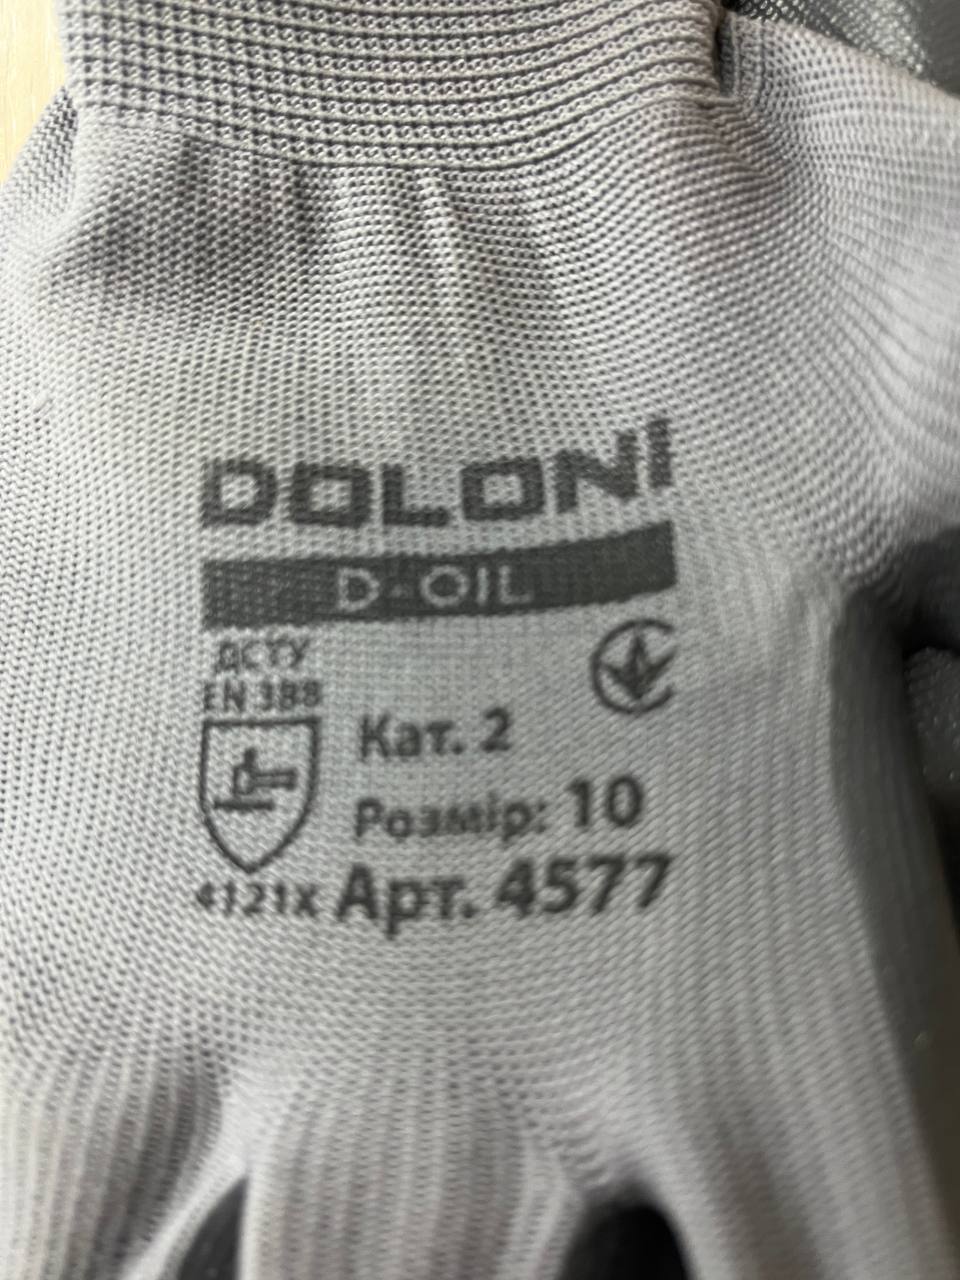 DOLONI
D-OIL
ДСТУ
EN 388
Кат. 2
Розмір: 10
4121X Арт. 4577